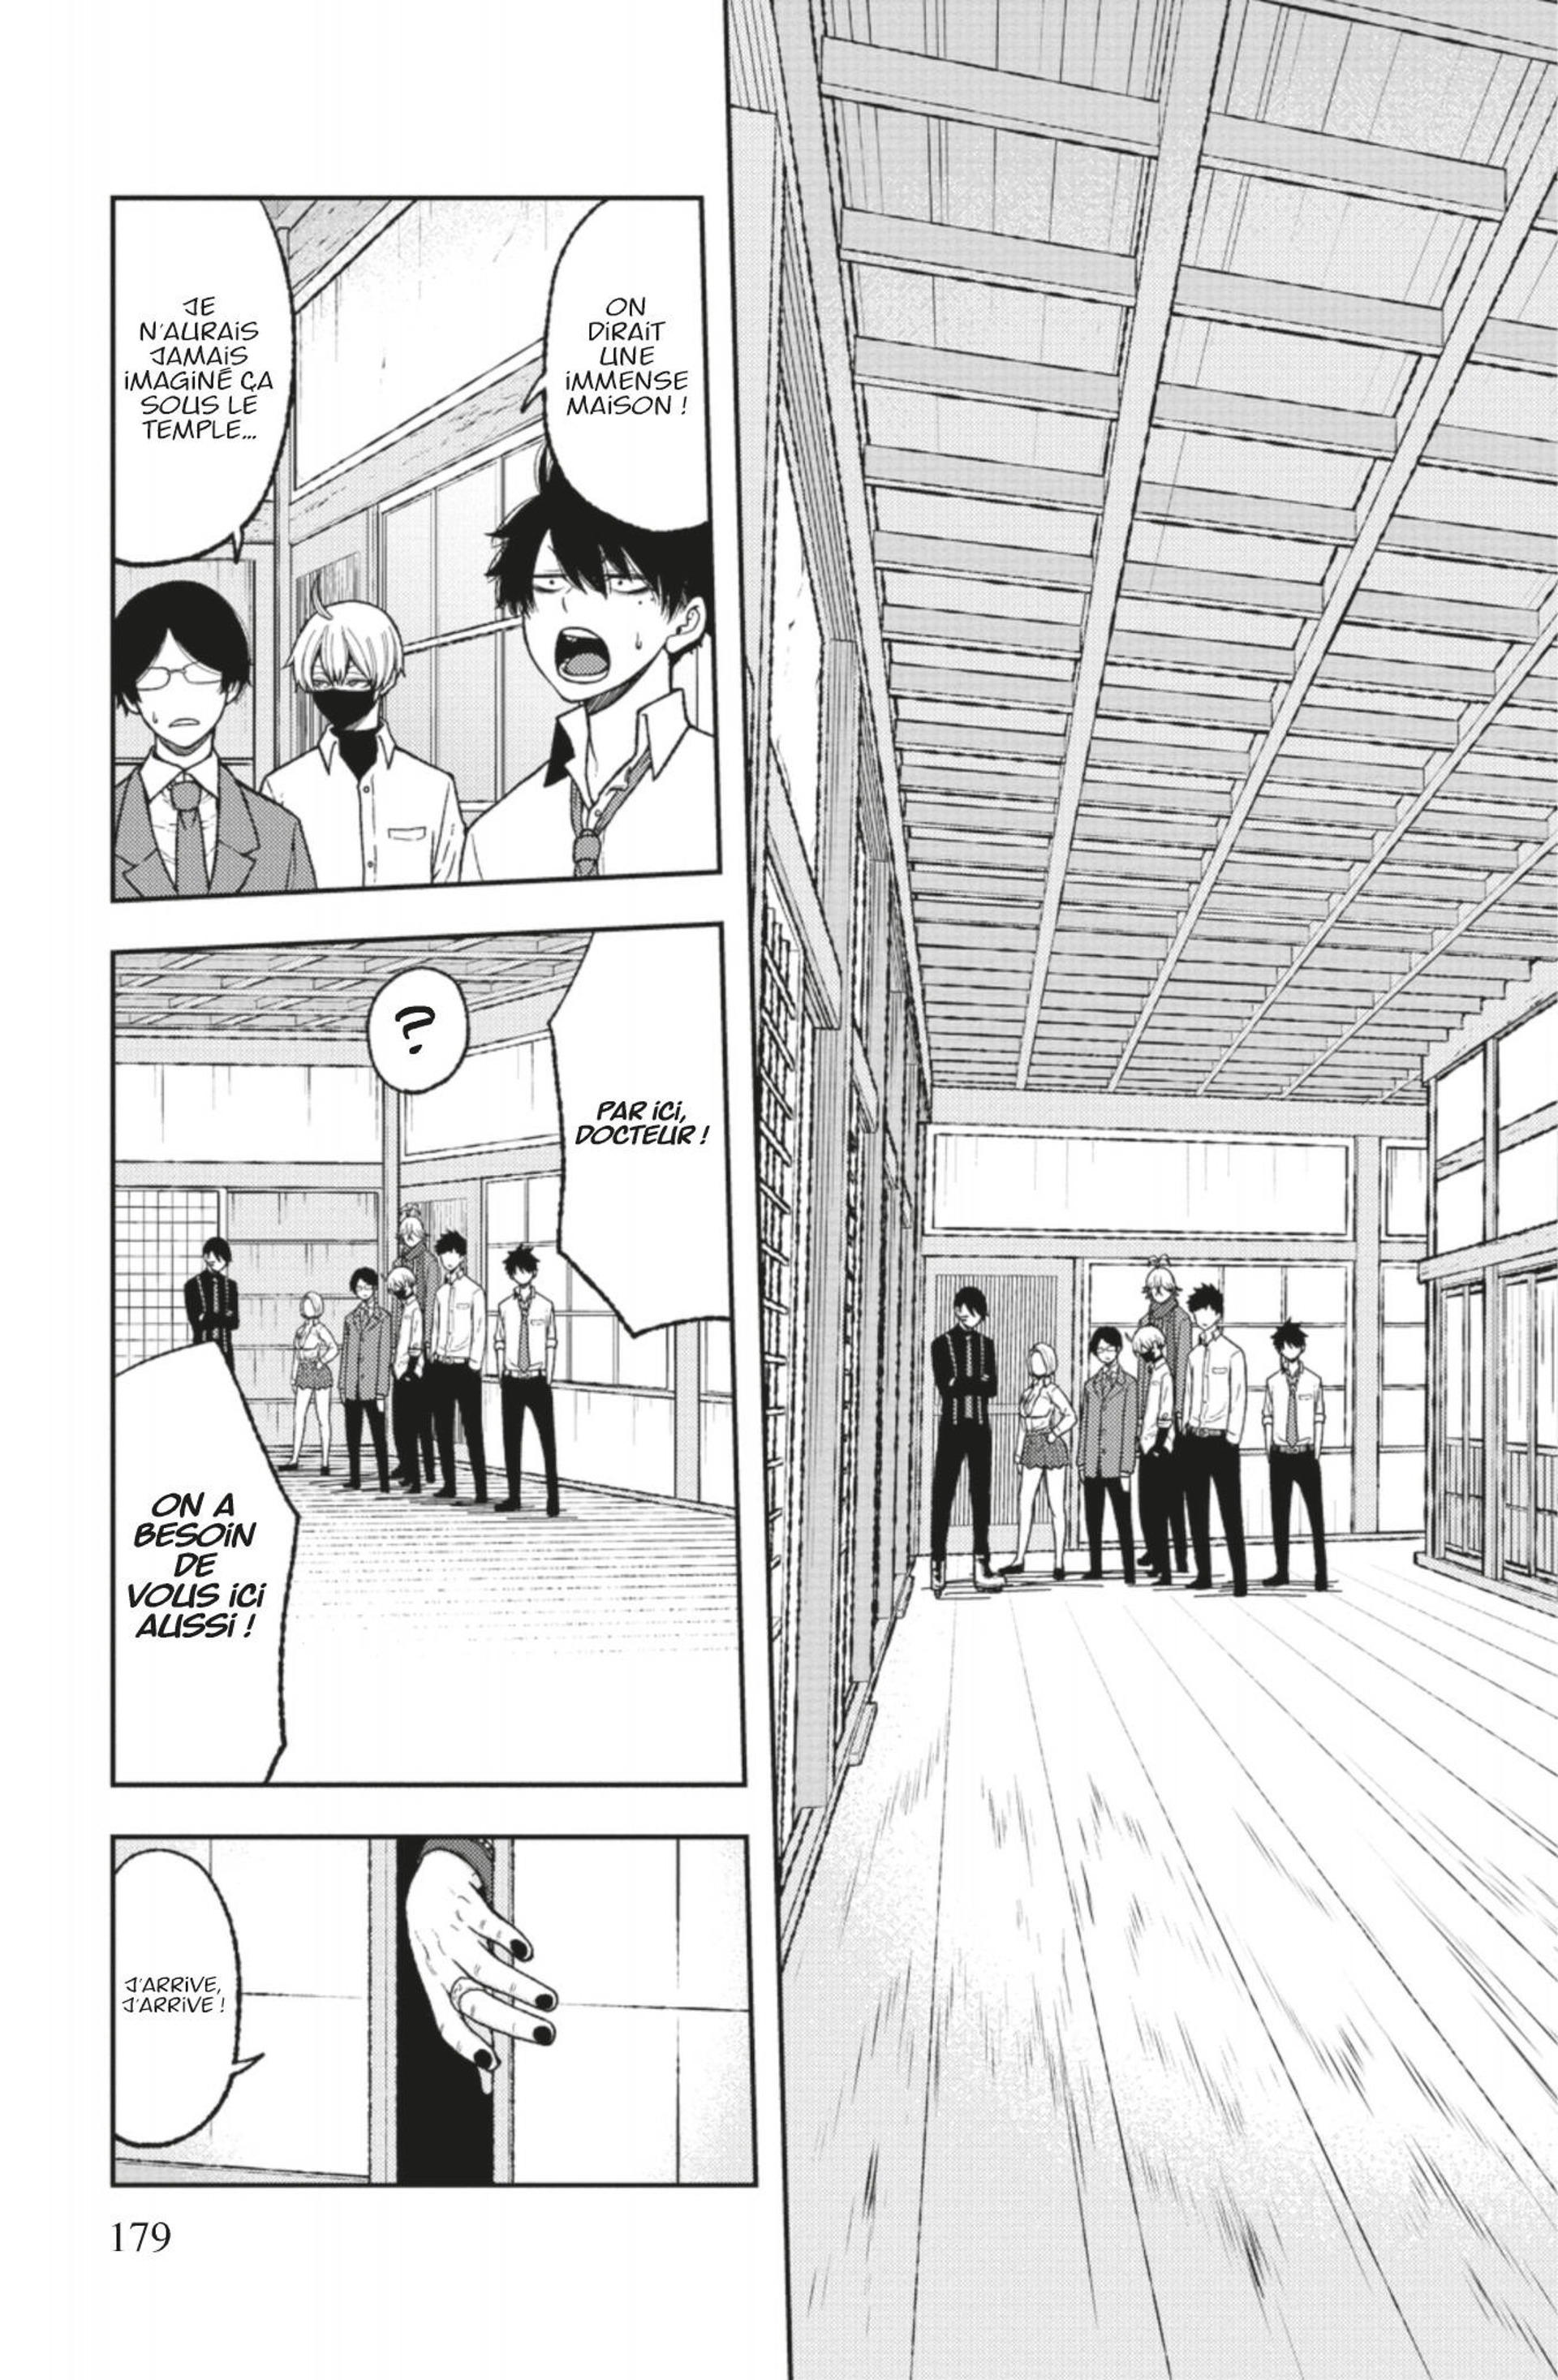 ON
DIRAIT
UNE
IMMENSE
MAISON !
JE
N'AURAIS
JAMAIS
IMAGINÉ ÇA
SOUS LE
TEMPLE...
?
PAR ICI,
DOCTEUR !
ON A
BESOIN
DE
VOUS ICI
AUSSI !
J'ARRIVE,
J'ARRIVE !
179